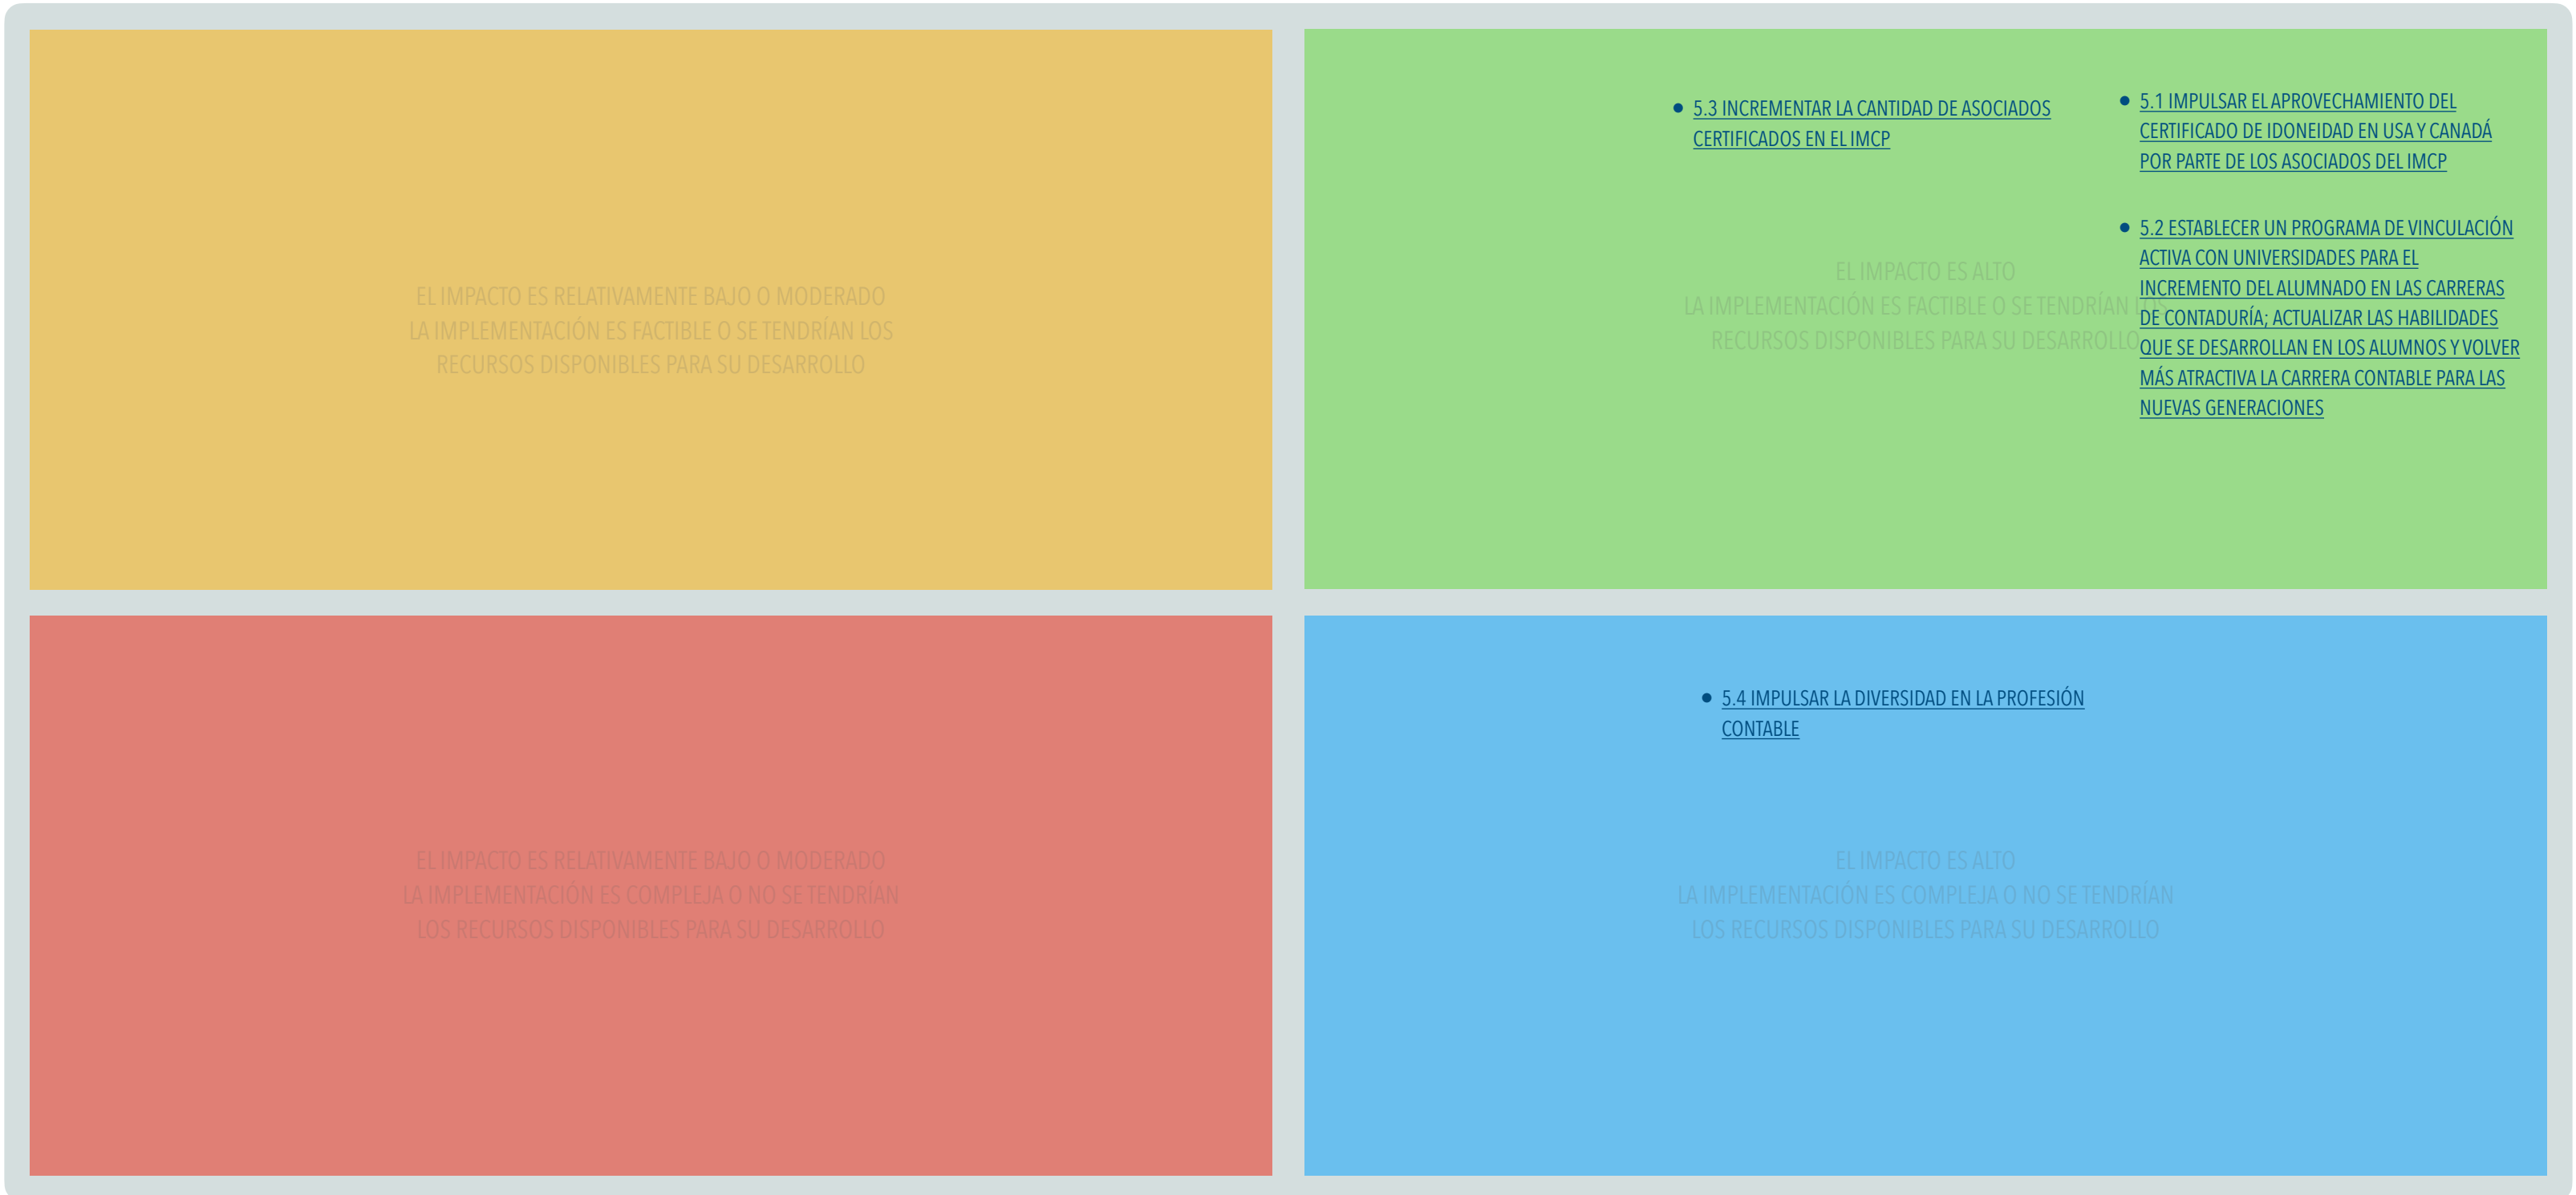 EL IMPACTO ES RELATIVAMENTE BAJO O MODERADO
LA IMPLEMENTACIÓN ES FACTIBLE O SE TENDRÍAN LOS
RECURSOS DISPONIBLES PARA SU DESARROLLO
• 5.3 INCREMENTAR LA CANTIDAD DE ASOCIADOS
CERTIFICADOS EN EL IMCP
EL IMPACTO ES ALTO
LA IMPLEMENTACIÓN ES FACTIBLE O SE TENDRÍAN LOS
RECURSOS DISPONIBLES PARA SU DESARROLLO
• 5.1 IMPULSAR EL APROVECHAMIENTO DEL
CERTIFICADO DE IDONEIDAD EN USA Y CANADÁ
POR PARTE DE LOS ASOCIADOS DEL IMCP
• 5.2 ESTABLECER UN PROGRAMA DE VINCULACIÓN
ACTIVA CON UNIVERSIDADES PARA EL
INCREMENTO DEL ALUMNADO EN LAS CARRERAS
DE CONTADURÍA; ACTUALIZAR LAS HABILIDADES
QUE SE DESARROLLAN EN LOS ALUMNOS Y VOLVER
MÁS ATRACTIVA LA CARRERA CONTABLE PARA LAS
NUEVAS GENERACIONES
EL IMPACTO ES RELATIVAMENTE BAJO O MODERADO
LA IMPLEMENTACIÓN ES COMPLEJA O NO SE TENDRÍAN
LOS RECURSOS DISPONIBLES PARA SU DESARROLLO
• 5.4 IMPULSAR LA DIVERSIDAD EN LA PROFESIÓN
CONTABLE
EL IMPACTO ES ALTO
LA IMPLEMENTACIÓN ES COMPLEJA O NO SE TENDRÍAN
LOS RECURSOS DISPONIBLES PARA SU DESARROLLO